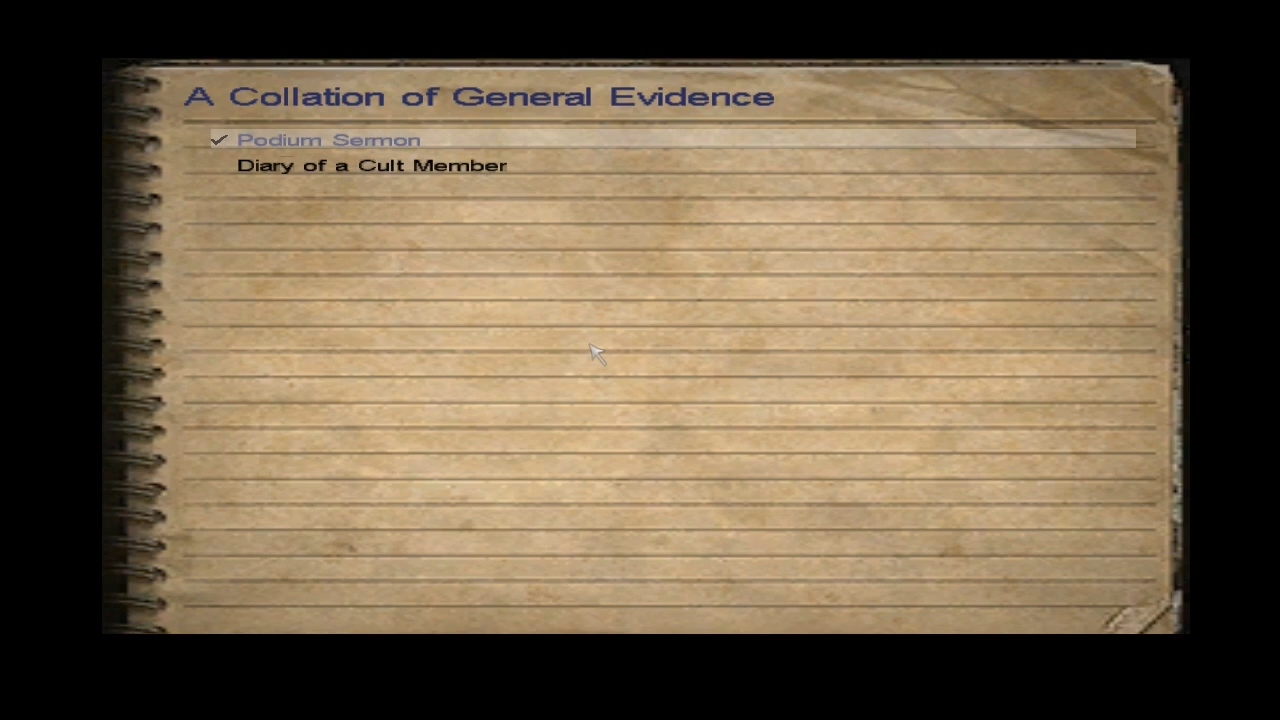 A Collation of General Evidence
Podium Sermon
Diary of a Cult Member